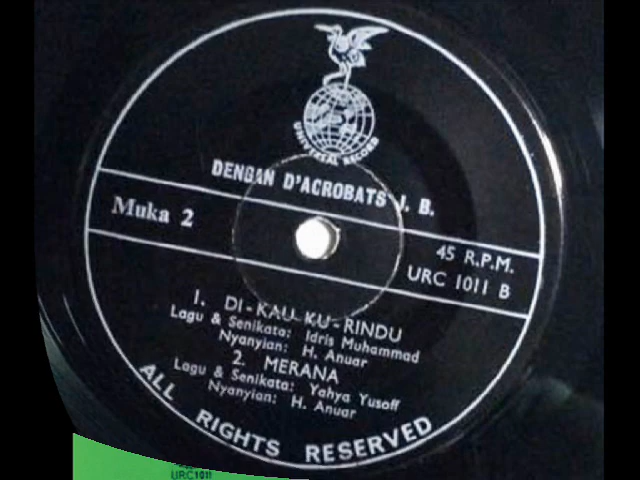 UNIVERSAL RECORD
DENGAN D'ACROBATS J. B.
Muka 2
45 R.P.M.
URC 1011 B
1. DI-KAU KU-RINDU
Lagu & Senikata: Idris Muhammad
Nyanyian: H. Anuar
2. MERANA
Lagu & Senikata: Yahya Yusoff
Nyanyian: H. Anuar
ALL RIGHTS RESERVED
URC1011